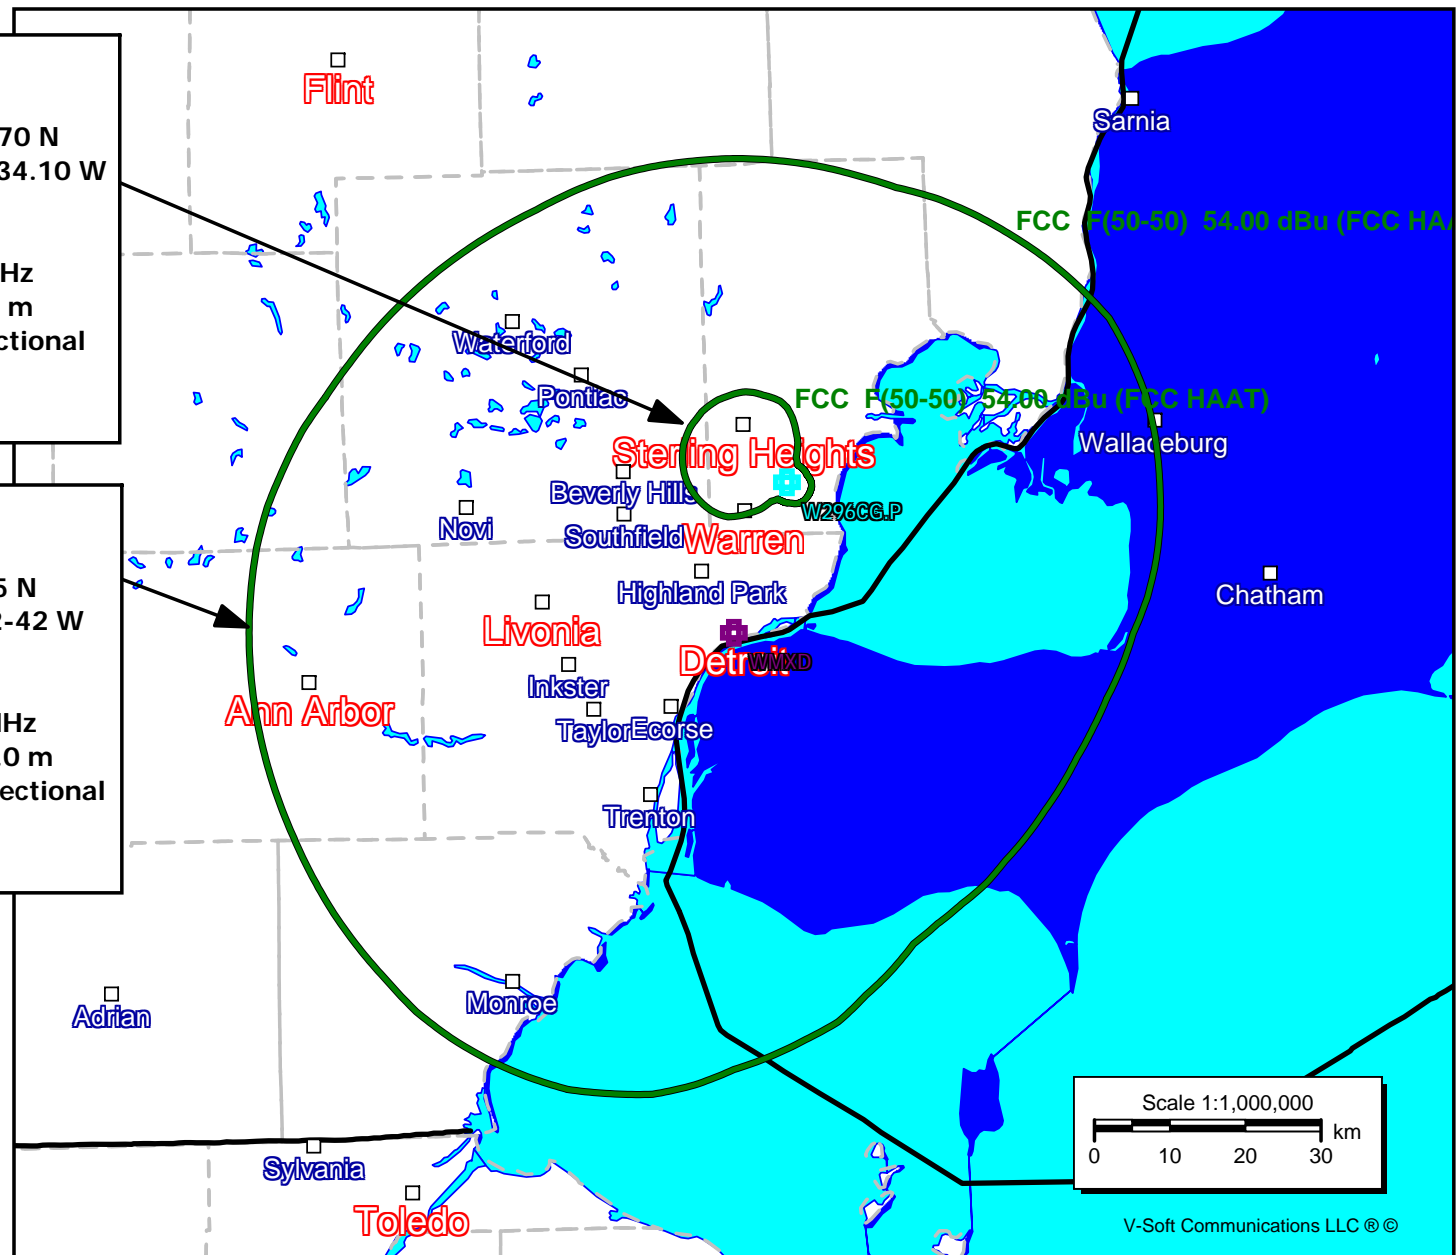 Flint
Sarnia
70 N
34.10 W
FCC F(50-50) 54.00 dBu (FCC HAA
Hz
m
ctional
Waterford
Pontiac
FCC F(50-50) 54.00 dBu (FCC HAAT)
Wallaceburg
Sterling Heights
Beverly Hills
W296CG.P
Novi
Southfield
Warren
5 N
2-42 W
Highland Park
Chatham
Livonia
Detroit
WMXD
Inkster
Ann Arbor
Taylor
Ecorse
MHz
.0 m
ectional
Trenton
Monroe
Adrian
Scale 1:1,000,000
km
0 10 20 30
Sylvania
Toledo
V-Soft Communications LLC ® ©